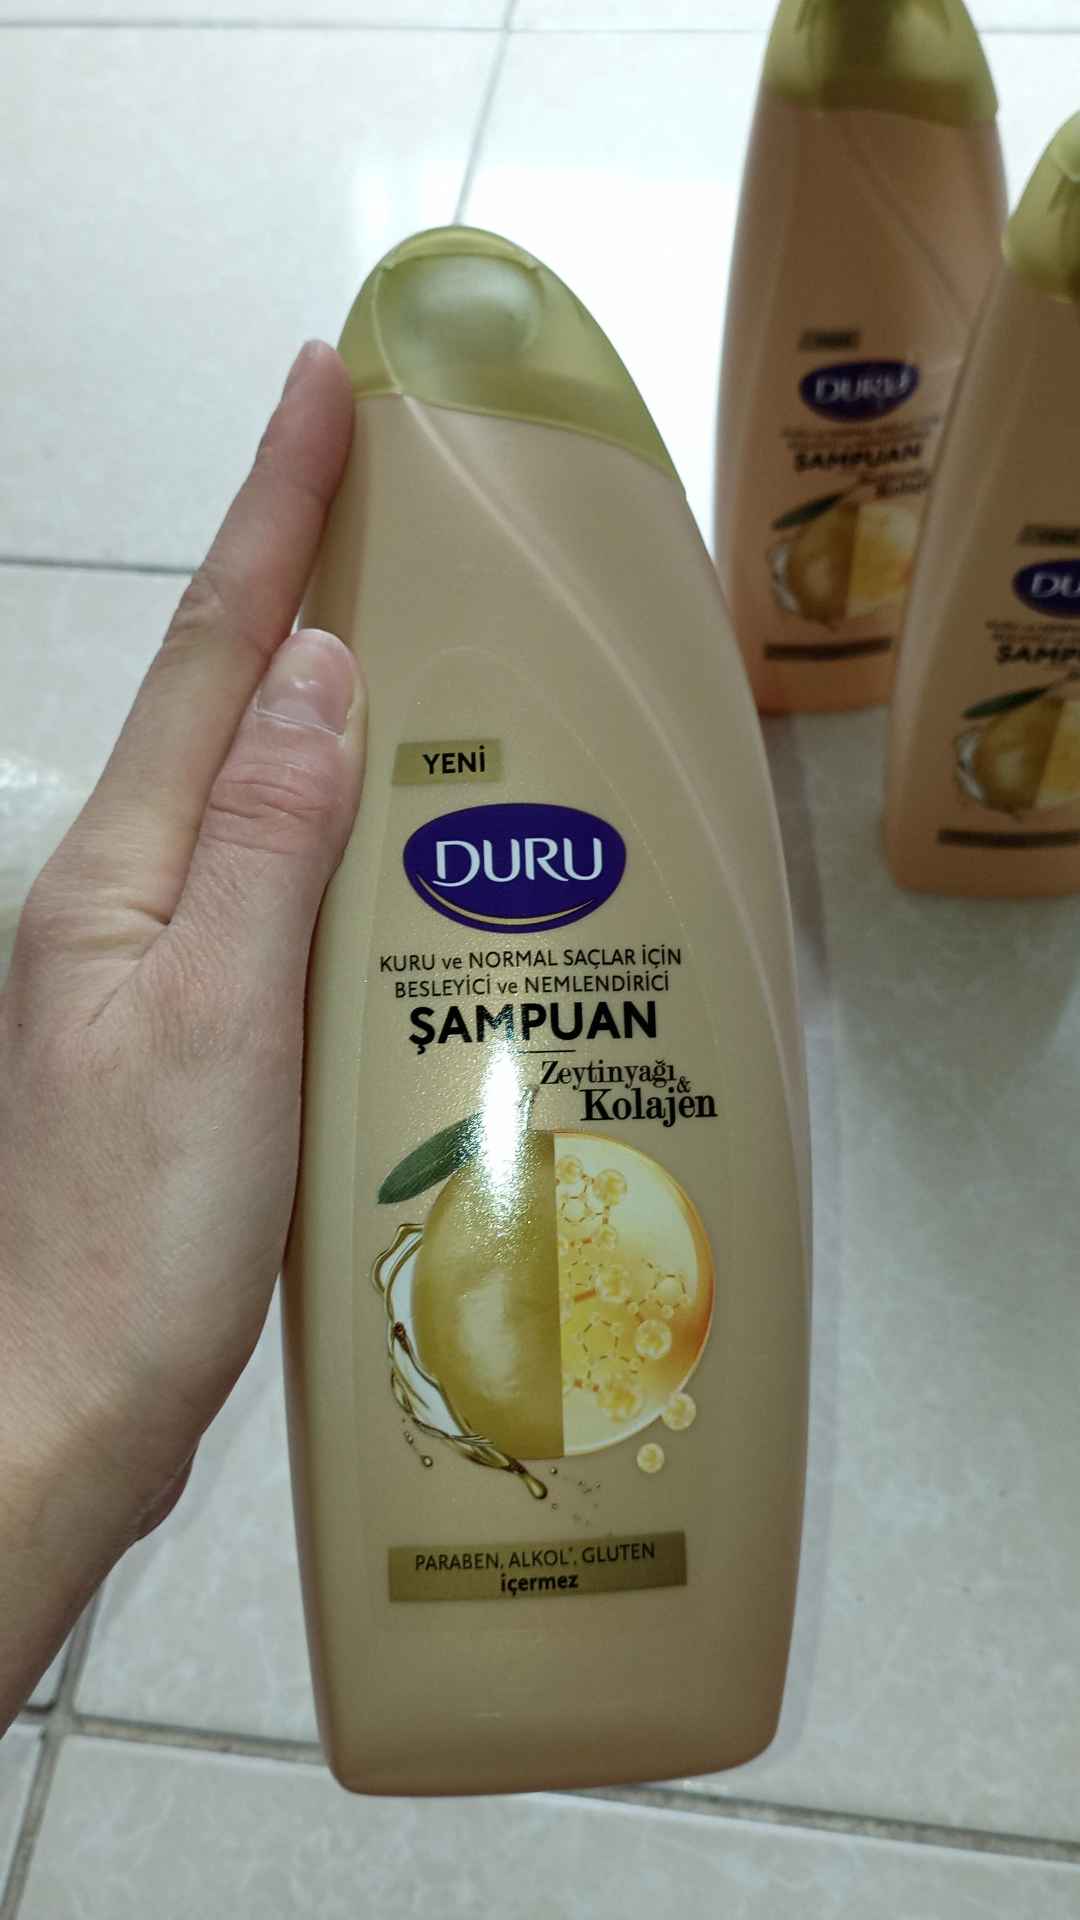 YENİ
DURU
KURU ve NORMAL SAÇLAR İÇİN
BESLEYİCİ ve NEMLENDİRİCİ
ŞAMPUAN
Zeytinyağı
& Kolajen
PARABEN, ALKOL*, GLUTEN
içermez
DURU
ŞAMPUAN
DU
ŞAMP